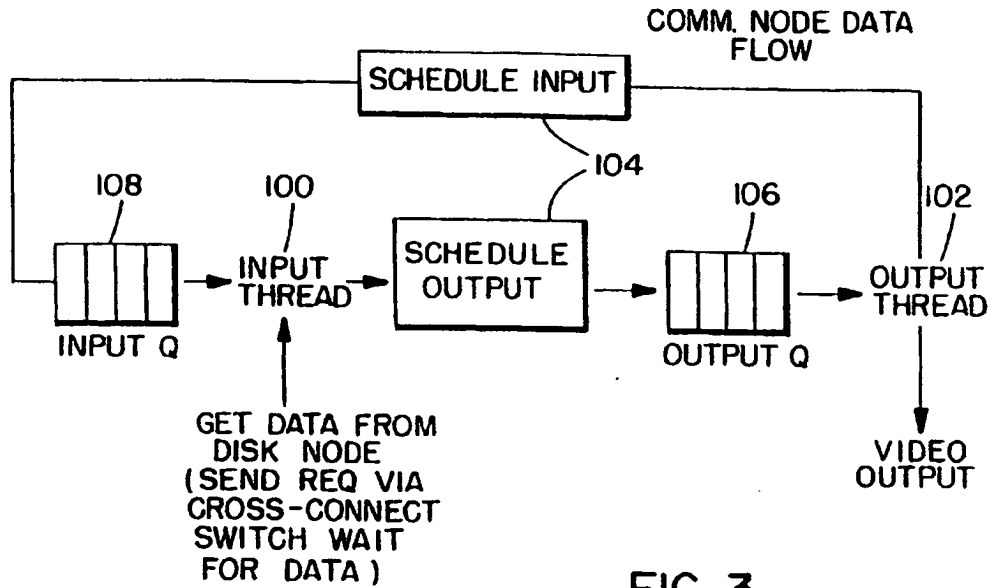 COMM. NODE DATA
FLOW
SCHEDULE INPUT
104
108
100
106
102
INPUT
THREAD
SCHEDULE
OUTPUT
OUTPUT
THREAD
INPUT Q
OUTPUT Q
GET DATA FROM
DISK NODE
(SEND REQ VIA
CROSS-CONNECT
SWITCH WAIT
FOR DATA)
VIDEO
OUTPUT
FIG. 3